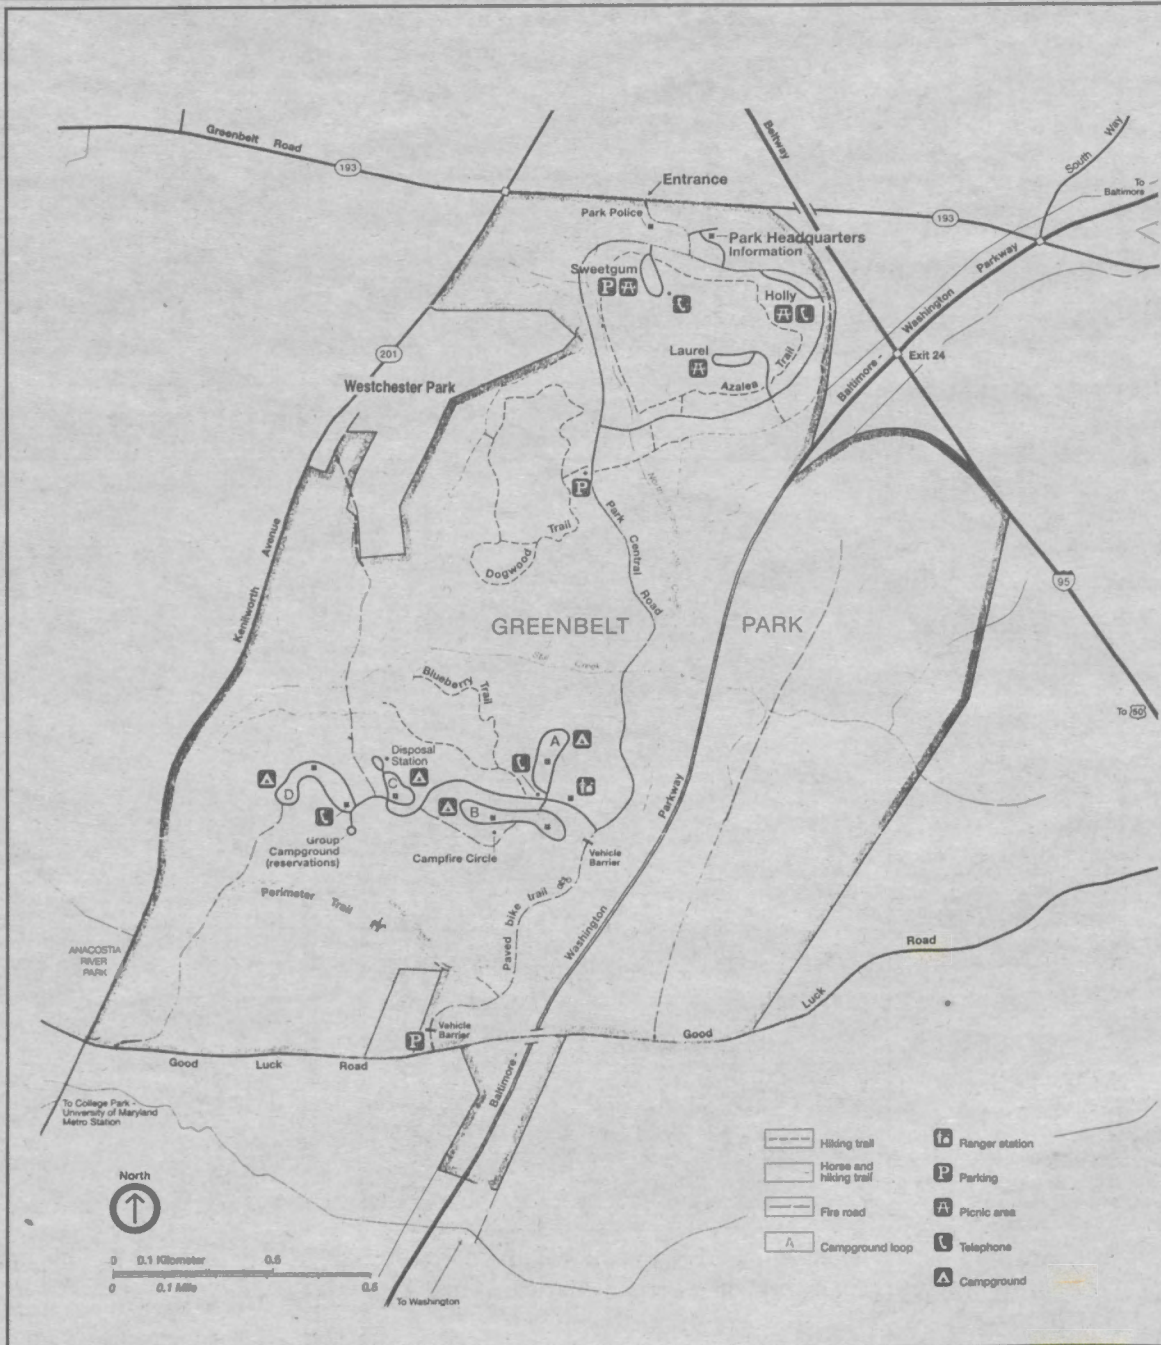 Greenbelt Road
193
Beltway
South Way
To
Baltimore
Entrance
Park Police
193
Park Headquarters
Information
Parkway
Sweetgum
P
Holly
Washington
201
Laurel
Trail
Exit 24
Westchester Park
Azalea
Baltimore -
P
Park
Central
Road
Avenue
Trail
Dogwood
95
Kenilworth
GREENBELT PARK
Creek
Blueberry
Trail
To 50
A
Disposal
Station
C
D
B
Parkway
Group
Campground
(reservations)
Campfire Circle
Vehicle
Barrier
Perimeter Trail
Paved bike trail
Washington
Road
ANACOSTIA
RIVER
PARK
Luck
Vehicle
Barrier
P
Good
Good Luck Road
Baltimore -
To College Park -
University of Maryland
Metro Station
Hiking trail
Ranger station
Horse and
hiking trail
P Parking
North
Fire road
Picnic area
A Campground loop
Telephone
0 0.1 Kilometer 0.5
Campground
0 0.1 Mile 0.5
To Washington